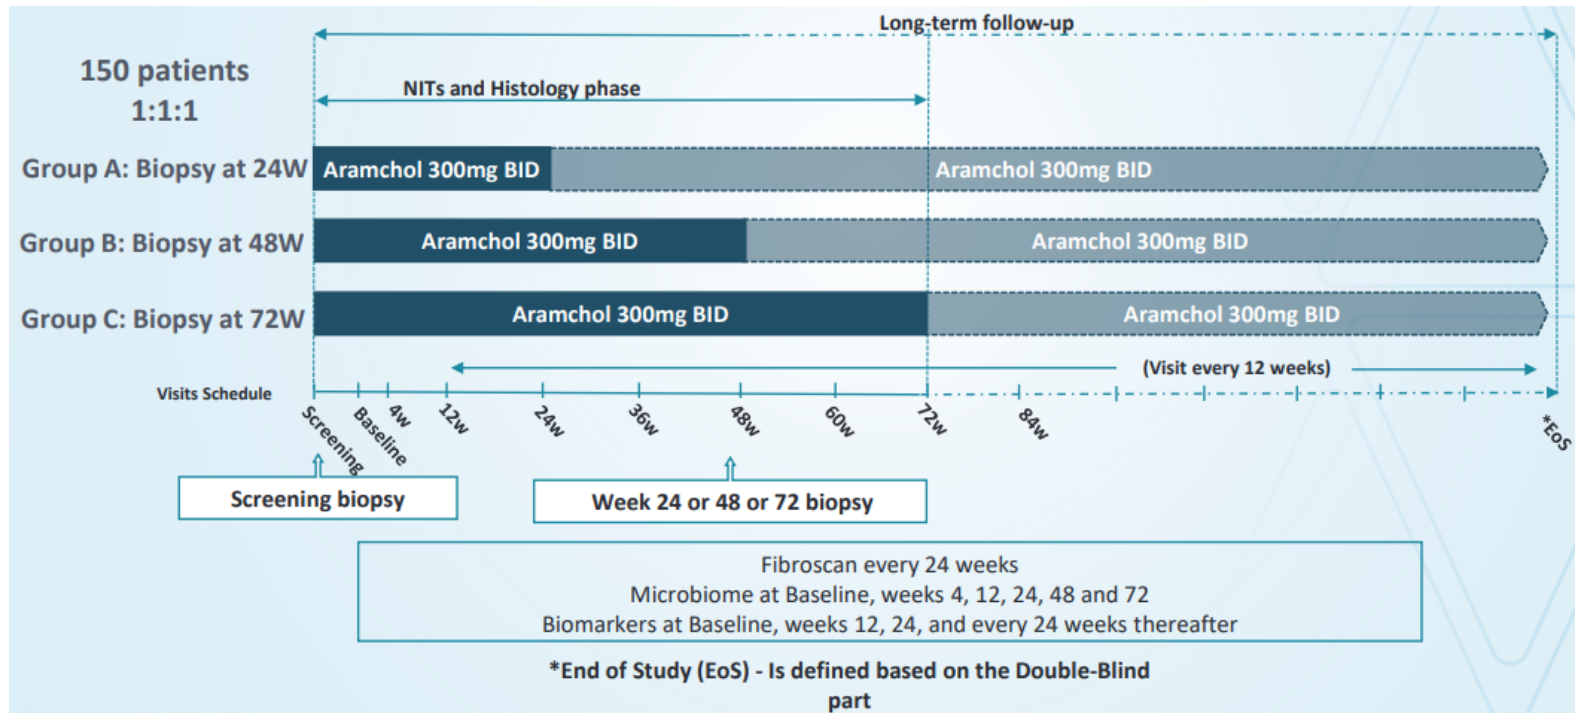 Long-term follow-up
150 patients
1:1:1
NITs and Histology phase
Group A: Biopsy at 24W
Aramchol 300mg BID
Aramchol 300mg BID
Group B: Biopsy at 48W
Aramchol 300mg BID
Aramchol 300mg BID
Group C: Biopsy at 72W
Aramchol 300mg BID
Aramchol 300mg BID
(Visit every 12 weeks)
Visits Schedule
Screening
Baseline
4w
12w
24w
36w
48w
60w
72w
84w
*EoS
Screening biopsy
Week 24 or 48 or 72 biopsy
Fibroscan every 24 weeks
Microbiome at Baseline, weeks 4, 12, 24, 48 and 72
Biomarkers at Baseline, weeks 12, 24, and every 24 weeks thereafter
*End of Study (EoS) - Is defined based on the Double-Blind
part